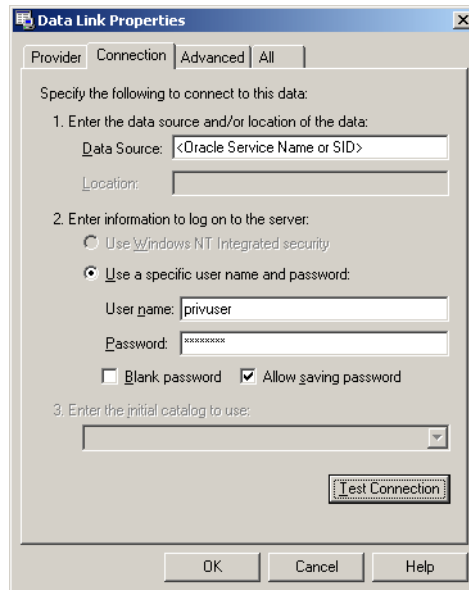 Data Link Properties
Provider Connection Advanced All
Specify the following to connect to this data:
1. Enter the data source and/or location of the data:
Data Source: <Oracle Service Name or SID>
Location:
2. Enter information to log on to the server:
Use Windows NT Integrated security
Use a specific user name and password:
User name: privuser
Password: ********
Blank password Allow saving password
3. Enter the initial catalog to use:
Test Connection
OK Cancel Help